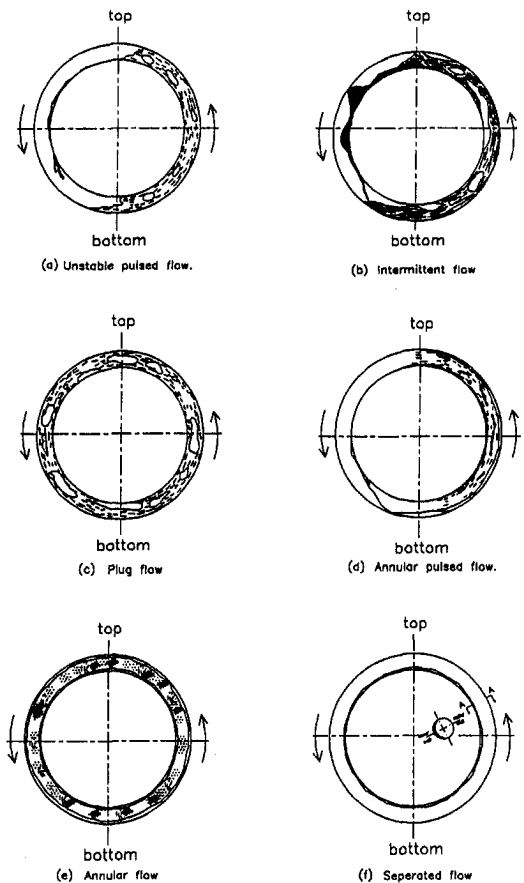 top
top
bottom
bottom
(a) Unstable pulsed flow.
(b) Intermittent flow
top
top
bottom
bottom
(c) Plug flow
(d) Annular pulsed flow.
top
top
bottom
bottom
(e) Annular flow
(f) Seperated flow